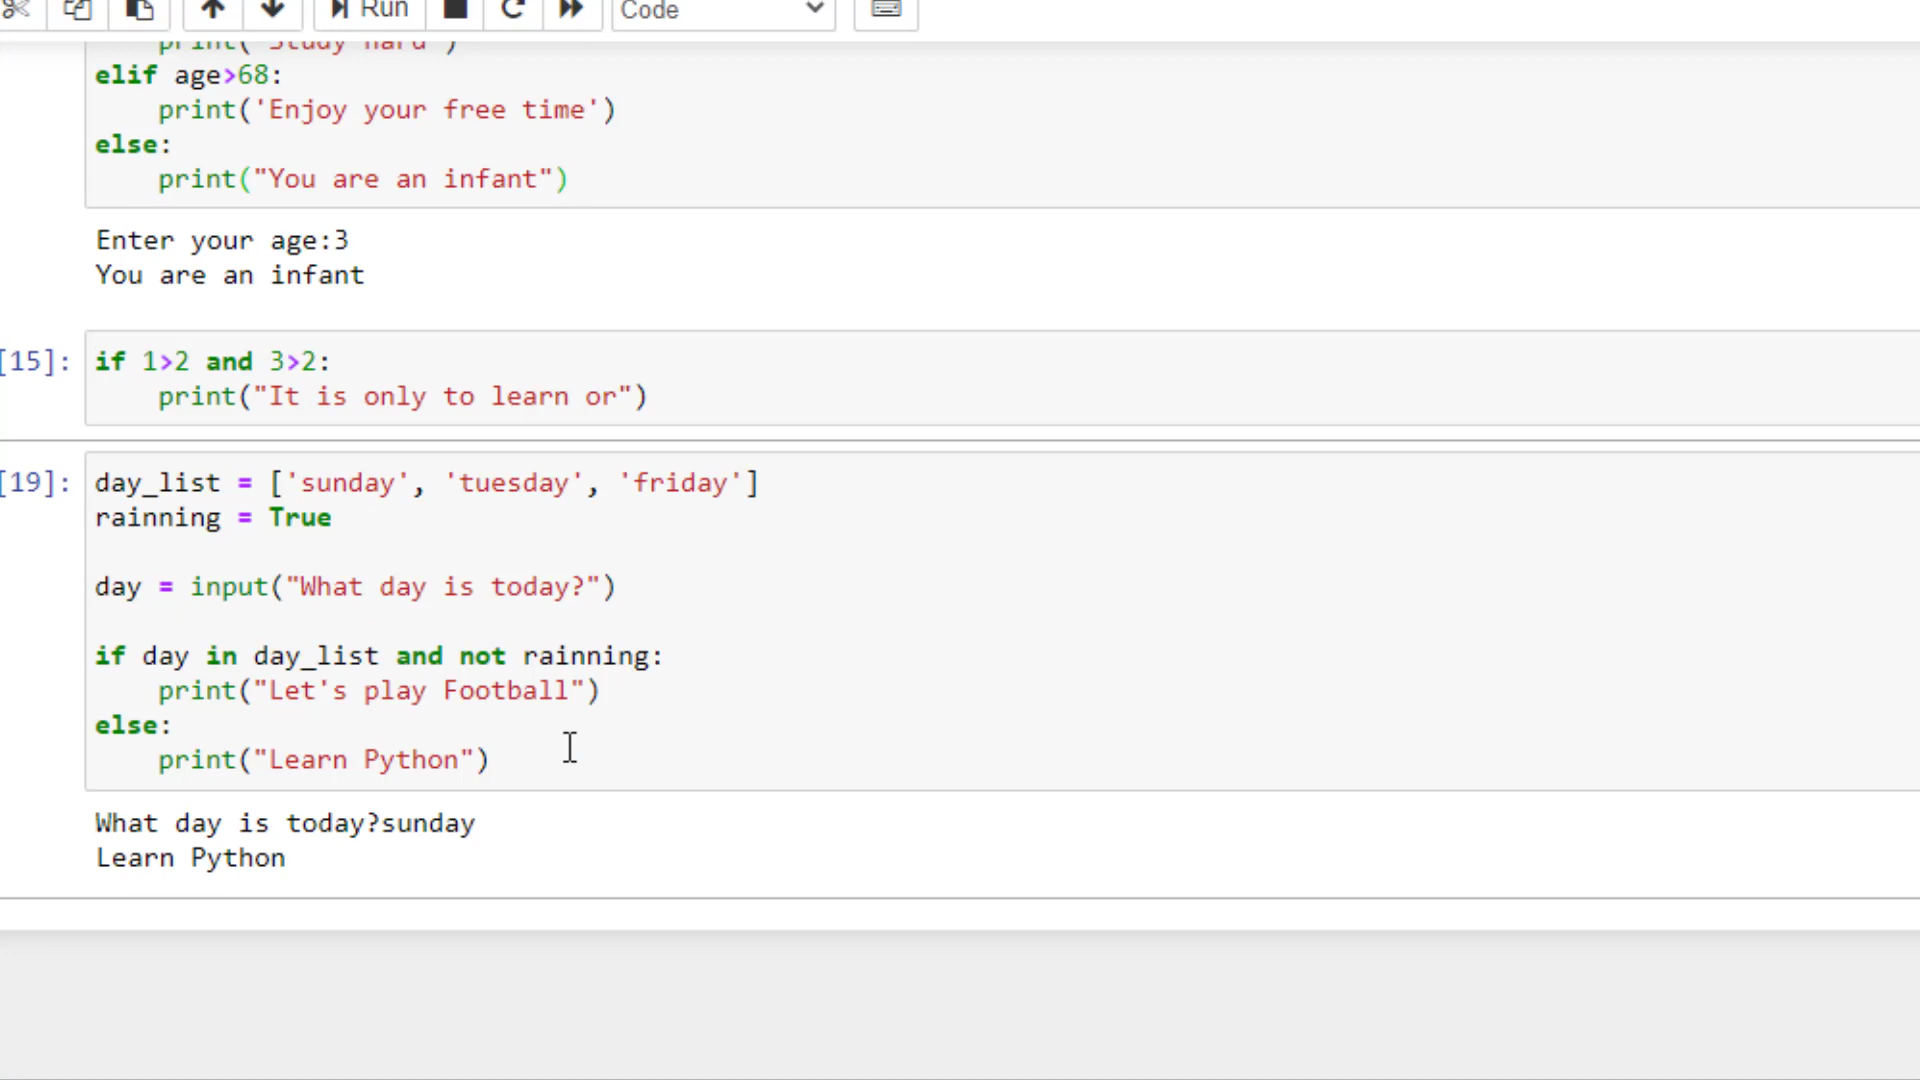 Run
Code
print('Study hard')
elif age>68:
    print('Enjoy your free time')
else:
    print("You are an infant")
Enter your age:3
You are an infant
[15]: if 1>2 and 3>2:
    print("It is only to learn or")
[19]: day_list = ['sunday', 'tuesday', 'friday']
rainning = True
day = input("What day is today?")
if day in day_list and not rainning:
    print("Let's play Football")
else:
    print("Learn Python")
What day is today?sunday
Learn Python